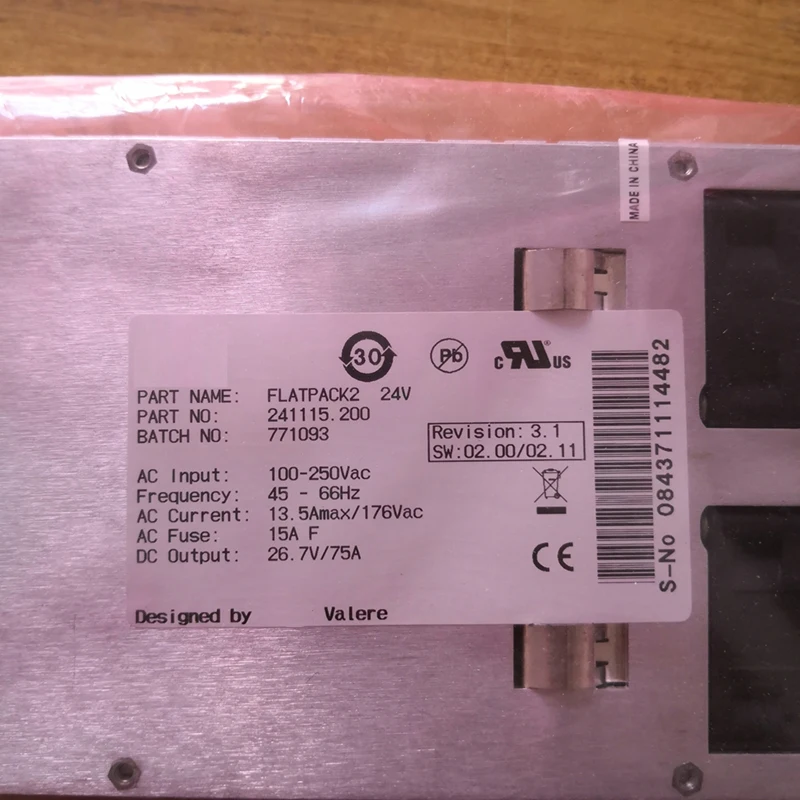 MADE IN CHINA
30
Pb
c RU ® US
PART NAME: FLATPACK2 24V
PART NO: 241115.200
BATCH NO: 771093
Revision: 3.1
SW:02.00/02.11
AC Input: 100-250Vac
Frequency: 45 - 66Hz
AC Current: 13.5Amax/176Vac
AC Fuse: 15A F
DC Output: 26.7V/75A
CE
S-No 084371114482
Designed by Valere